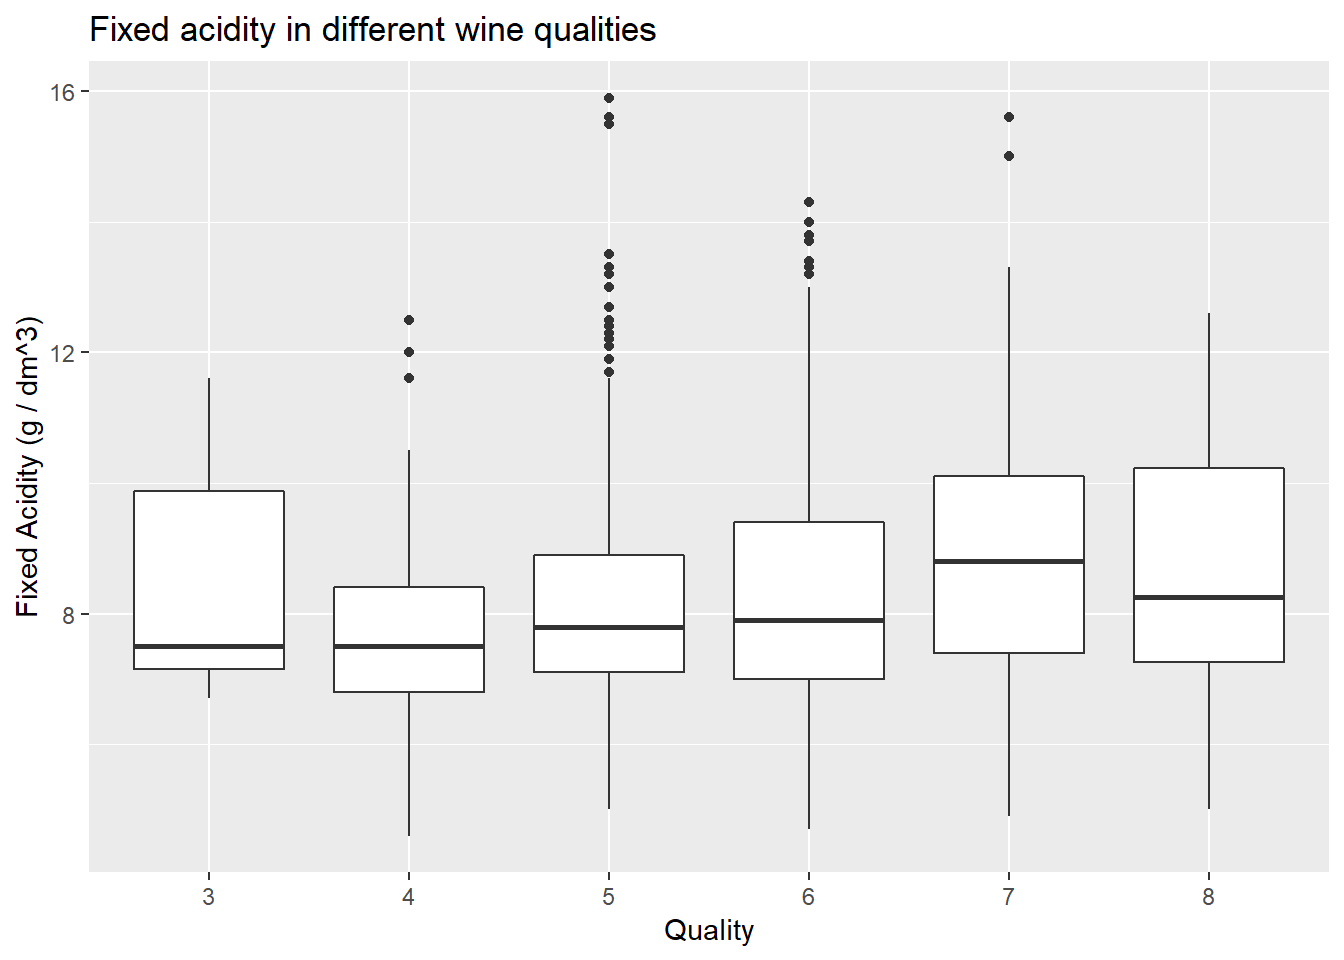 Fixed acidity in different wine qualities
16
12
8
Fixed Acidity (g / dm^3)
3 4 5 6 7 8
Quality